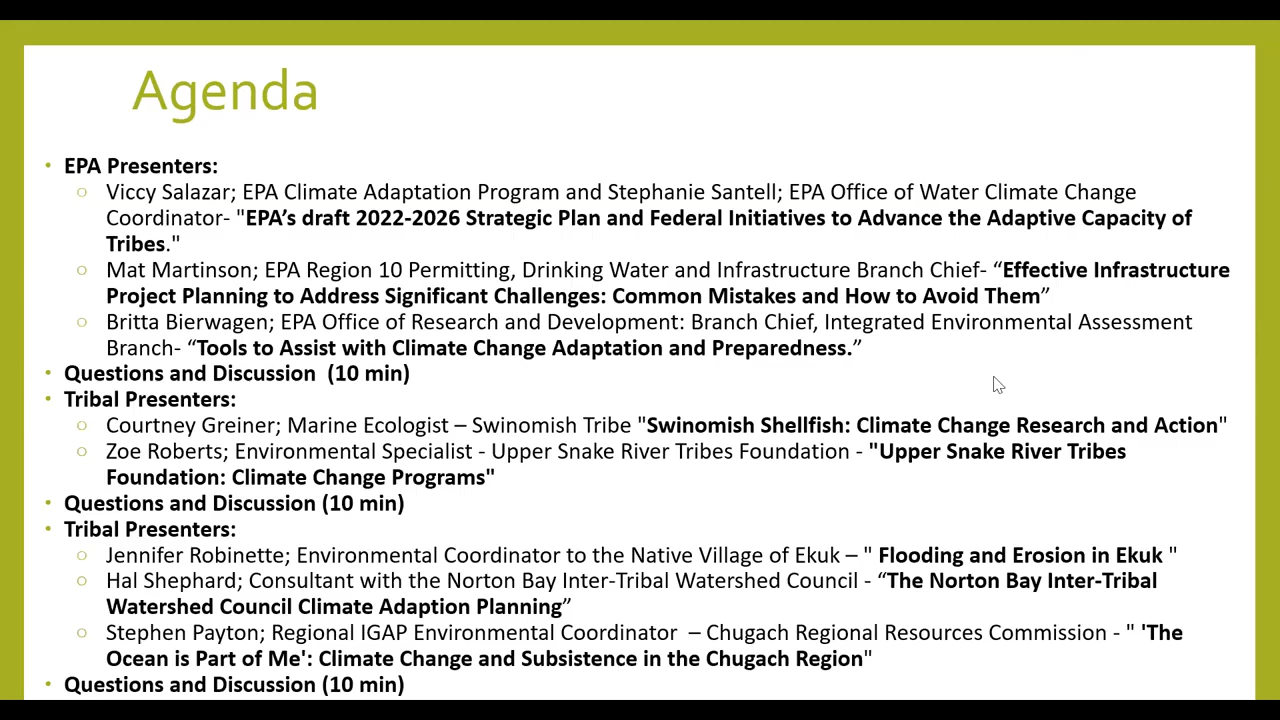 Agenda
• EPA Presenters:
○ Viccy Salazar; EPA Climate Adaptation Program and Stephanie Santell; EPA Office of Water Climate Change
Coordinator- "EPA’s draft 2022-2026 Strategic Plan and Federal Initiatives to Advance the Adaptive Capacity of
Tribes."
○ Mat Martinson; EPA Region 10 Permitting, Drinking Water and Infrastructure Branch Chief- “Effective Infrastructure
Project Planning to Address Significant Challenges: Common Mistakes and How to Avoid Them”
○ Britta Bierwagen; EPA Office of Research and Development: Branch Chief, Integrated Environmental Assessment
Branch- “Tools to Assist with Climate Change Adaptation and Preparedness.”
• Questions and Discussion (10 min)
• Tribal Presenters:
○ Courtney Greiner; Marine Ecologist – Swinomish Tribe "Swinomish Shellfish: Climate Change Research and Action"
○ Zoe Roberts; Environmental Specialist - Upper Snake River Tribes Foundation - "Upper Snake River Tribes
Foundation: Climate Change Programs"
• Questions and Discussion (10 min)
• Tribal Presenters:
○ Jennifer Robinette; Environmental Coordinator to the Native Village of Ekuk – " Flooding and Erosion in Ekuk "
○ Hal Shephard; Consultant with the Norton Bay Inter-Tribal Watershed Council - “The Norton Bay Inter-Tribal
Watershed Council Climate Adaption Planning”
○ Stephen Payton; Regional IGAP Environmental Coordinator – Chugach Regional Resources Commission - " 'The
Ocean is Part of Me': Climate Change and Subsistence in the Chugach Region"
• Questions and Discussion (10 min)